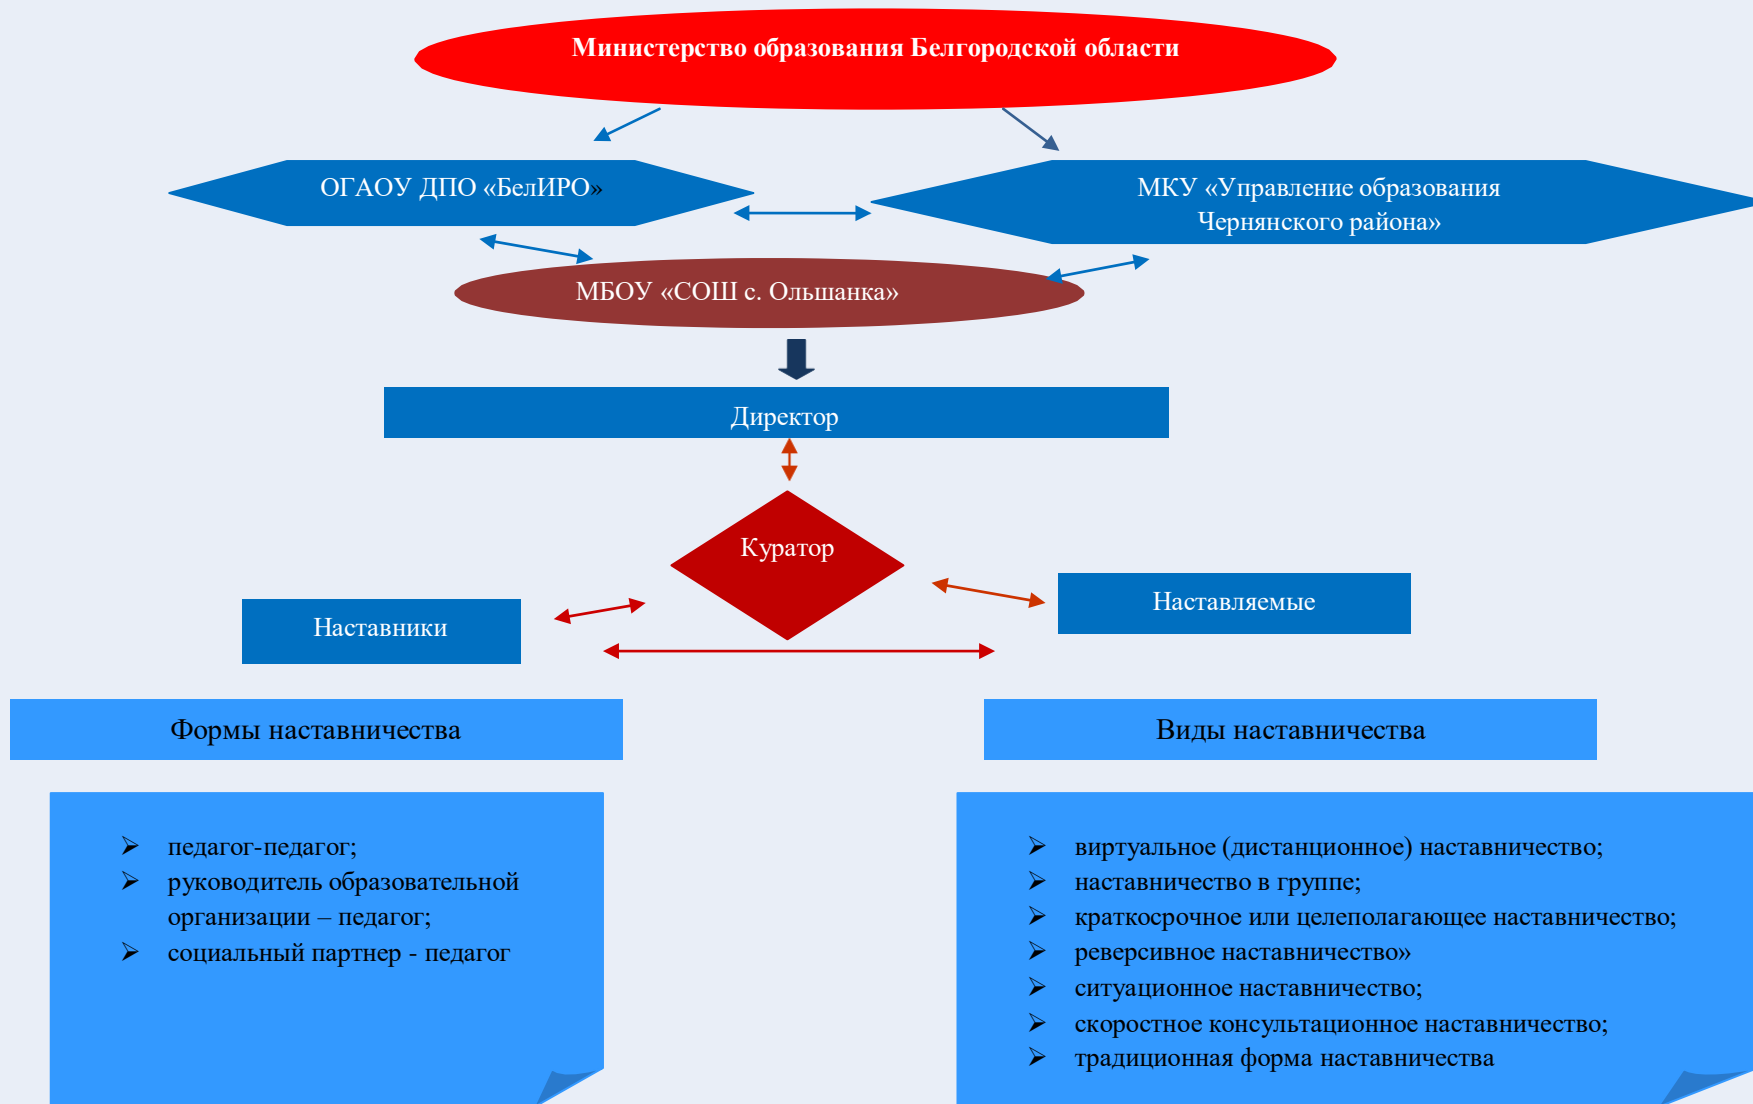 Министерство образования Белгородской области
ОГАОУ ДПО «БелИРО»
МКУ «Управление образования
Чернянского района»
МБОУ «СОШ с. Ольшанка»
Директор
Куратор
Наставляемые
Наставники
Формы наставничества
Виды наставничества
➢ педагог-педагог;
➢ руководитель образовательной
организации – педагог;
➢ социальный партнер - педагог
➢ виртуальное (дистанционное) наставничество;
➢ наставничество в группе;
➢ краткосрочное или целеполагающее наставничество;
➢ реверсивное наставничество»
➢ ситуационное наставничество;
➢ скоростное консультационное наставничество;
➢ традиционная форма наставничества